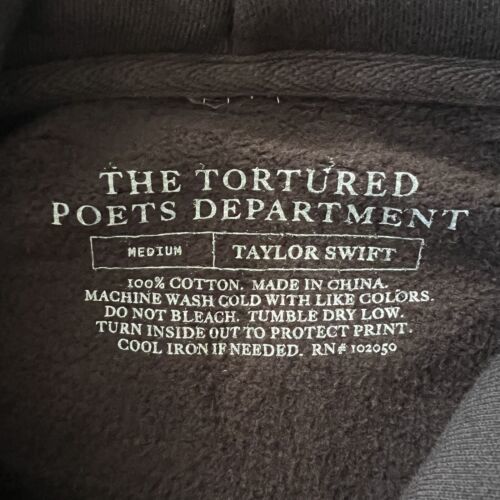 THE TORTURED
POETS DEPARTMENT
MEDIUM TAYLOR SWIFT
100% COTTON. MADE IN CHINA.
MACHINE WASH COLD WITH LIKE COLORS.
DO NOT BLEACH. TUMBLE DRY LOW.
TURN INSIDE OUT TO PROTECT PRINT.
COOL IRON IF NEEDED. RN# 102050